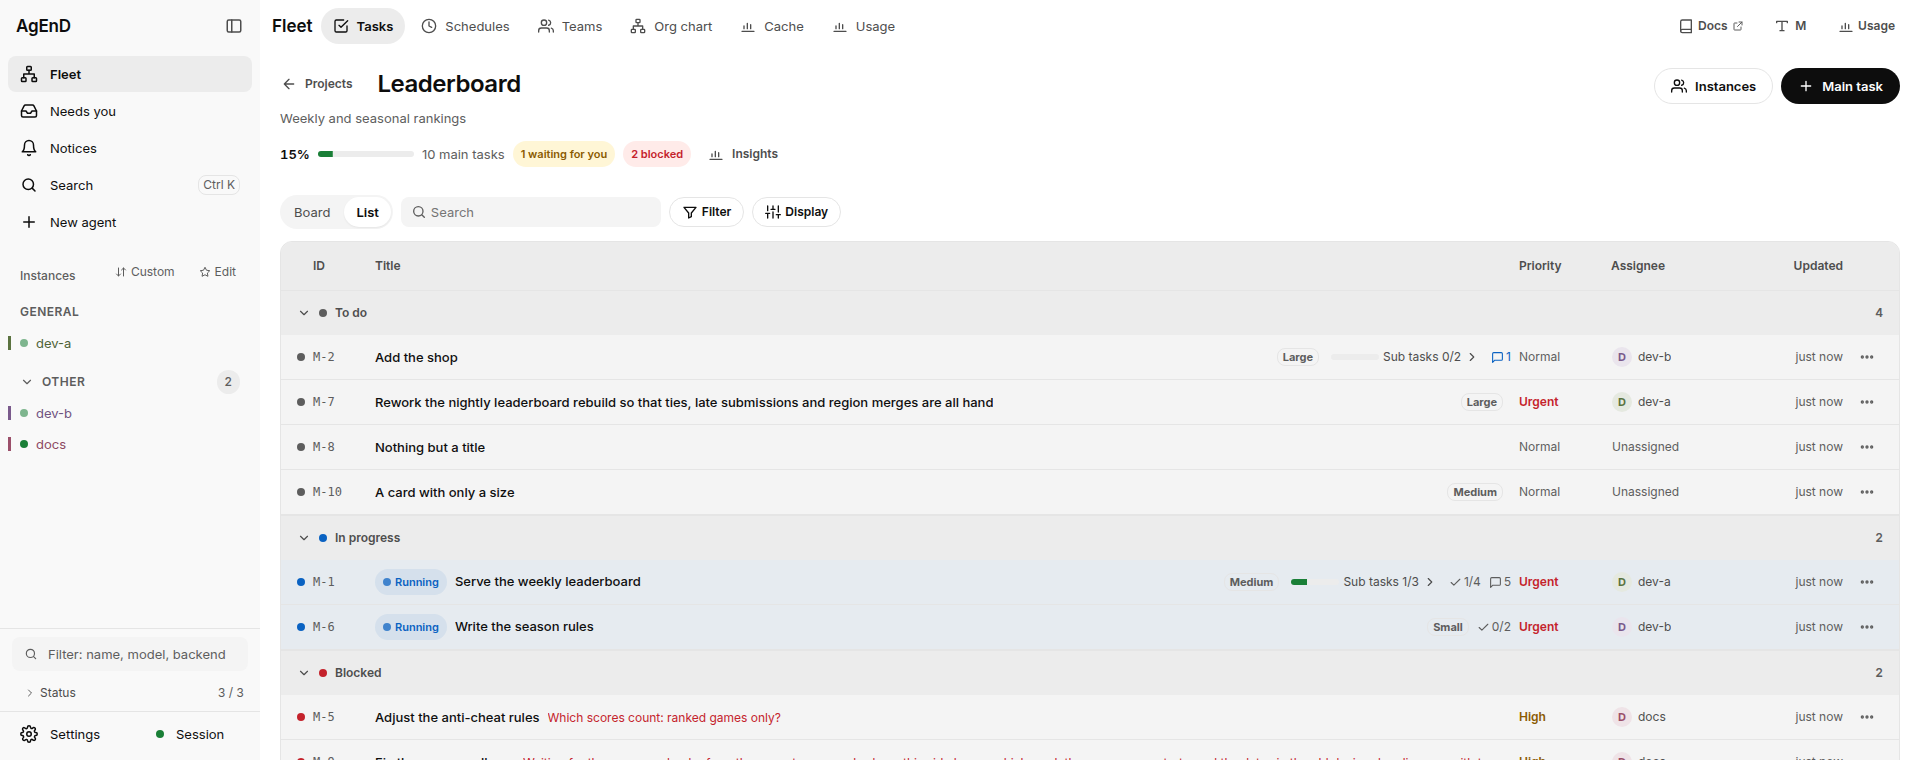 AgEnD
Fleet
Needs you
Notices
Search Ctrl K
New agent
Instances Custom Edit
GENERAL
dev-a
OTHER 2
dev-b
docs
Filter: name, model, backend
Status 3 / 3
Settings Session
Fleet Tasks Schedules Teams Org chart Cache Usage Docs M Usage
Projects Leaderboard Instances Main task
Weekly and seasonal rankings
15% 10 main tasks 1 waiting for you 2 blocked Insights
Board List Search Filter Display
ID Title Priority Assignee Updated
To do 4
M-2 Add the shop Large Sub tasks 0/2 1 Normal D dev-b just now
M-7 Rework the nightly leaderboard rebuild so that ties, late submissions and region merges are all hand Large Urgent D dev-a just now
M-8 Nothing but a title Normal Unassigned just now
M-10 A card with only a size Medium Normal Unassigned just now
In progress 2
M-1 Running Serve the weekly leaderboard Medium Sub tasks 1/3 1/4 5 Urgent D dev-a just now
M-6 Running Write the season rules Small 0/2 Urgent D dev-b just now
Blocked 2
M-5 Adjust the anti-cheat rules Which scores count: ranked games only? High D docs just now